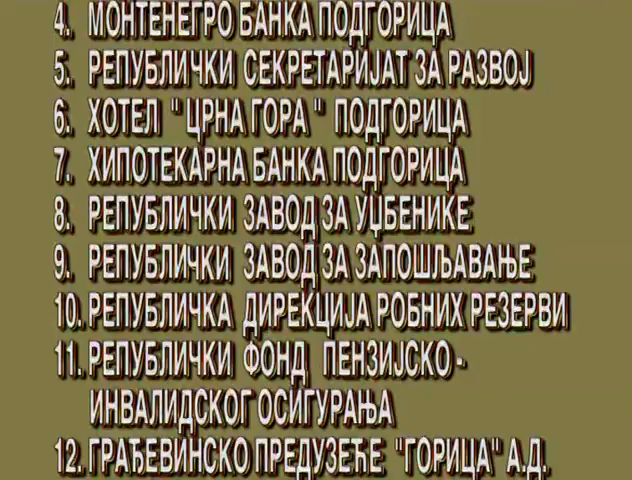 4. МОНТЕНЕГРО БАНКА ПОДГОРИЦА
5. РЕПУБЛИЧКИ СЕКРЕТАРИЈАТ ЗА РАЗВОЈ
6. ХОТЕЛ " ЦРНА ГОРА " ПОДГОРИЦА
7. ХИПОТЕКАРНА БАНКА ПОДГОРИЦА
8. РЕПУБЛИЧКИ ЗАВОД ЗА УЏБЕНИКЕ
9. РЕПУБЛИЧКИ ЗАВОД ЗА ЗАПОШЉАВАЊЕ
10. РЕПУБЛИЧКА ДИРЕКЦИЈА РОБНИХ РЕЗЕРВИ
11. РЕПУБЛИЧКИ ФОНД ПЕНЗИЈСКО -
ИНВАЛИДСКОГ ОСИГУРАЊА
12. ГРАЂЕВИНСКО ПРЕДУЗЕЋЕ "ГОРИЦА" А.Д.